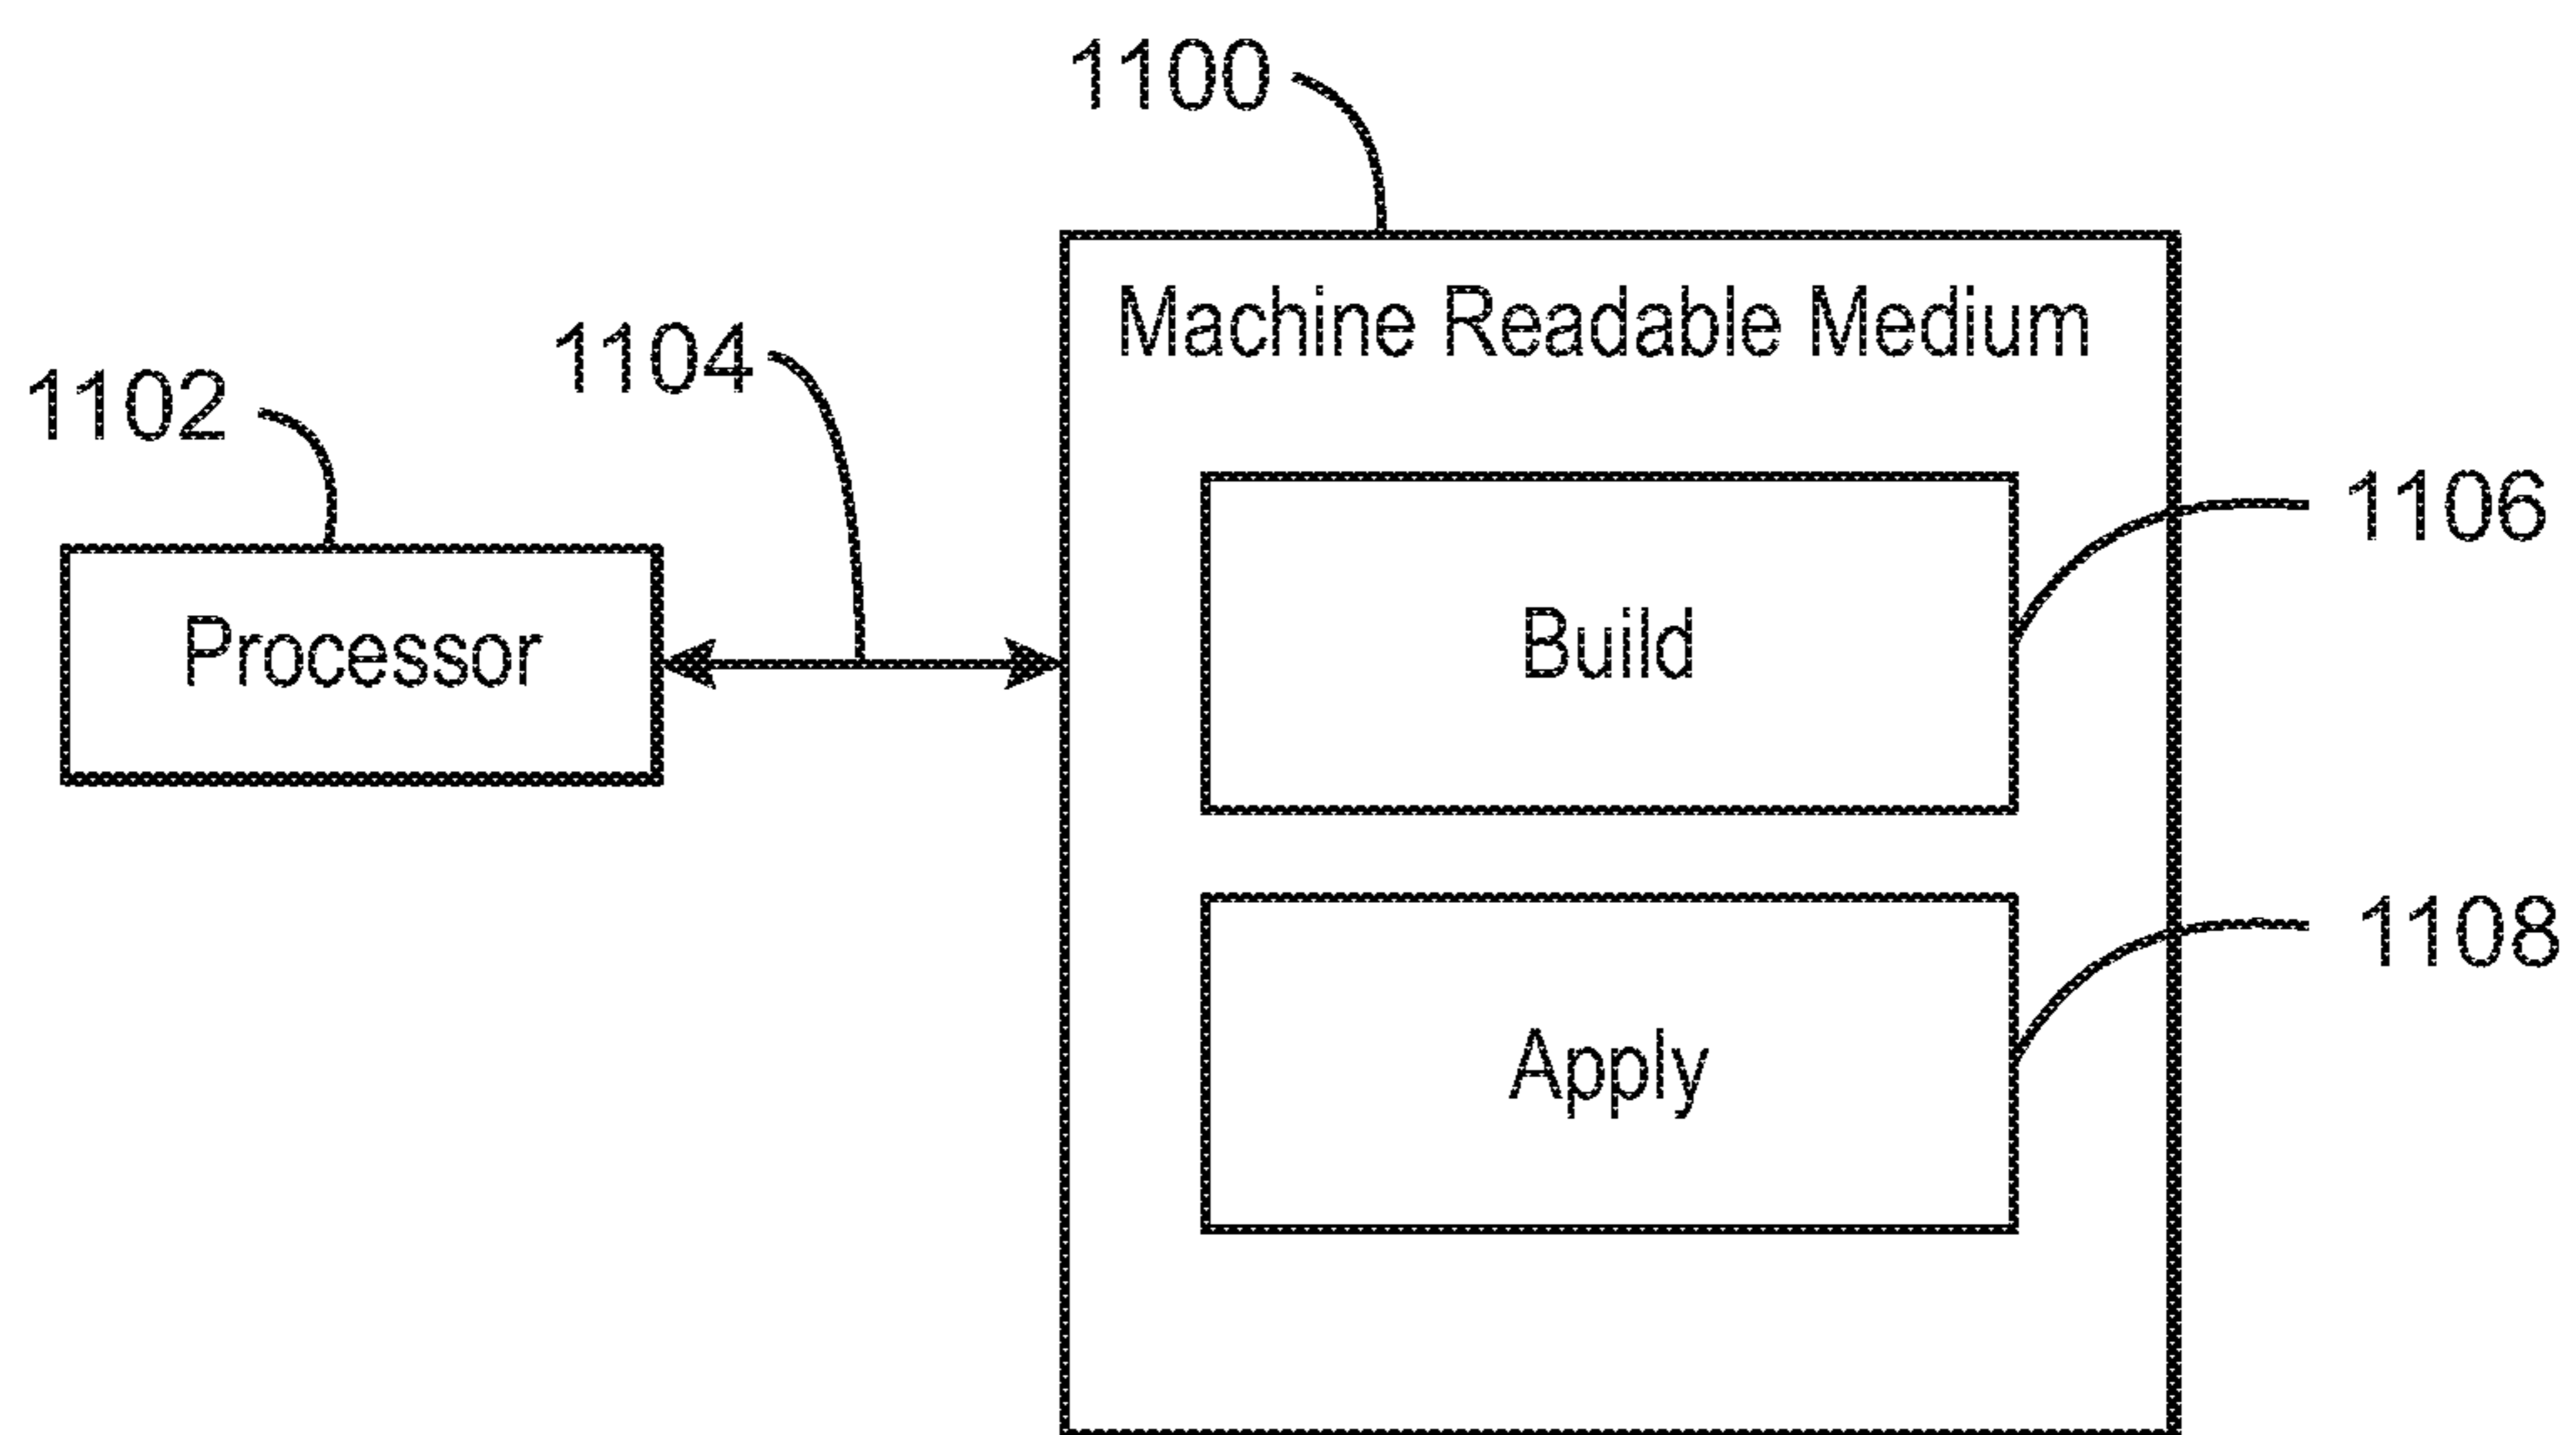 1100
Machine Readable Medium
1104
1102
1106
Processor
Build
1108
Apply